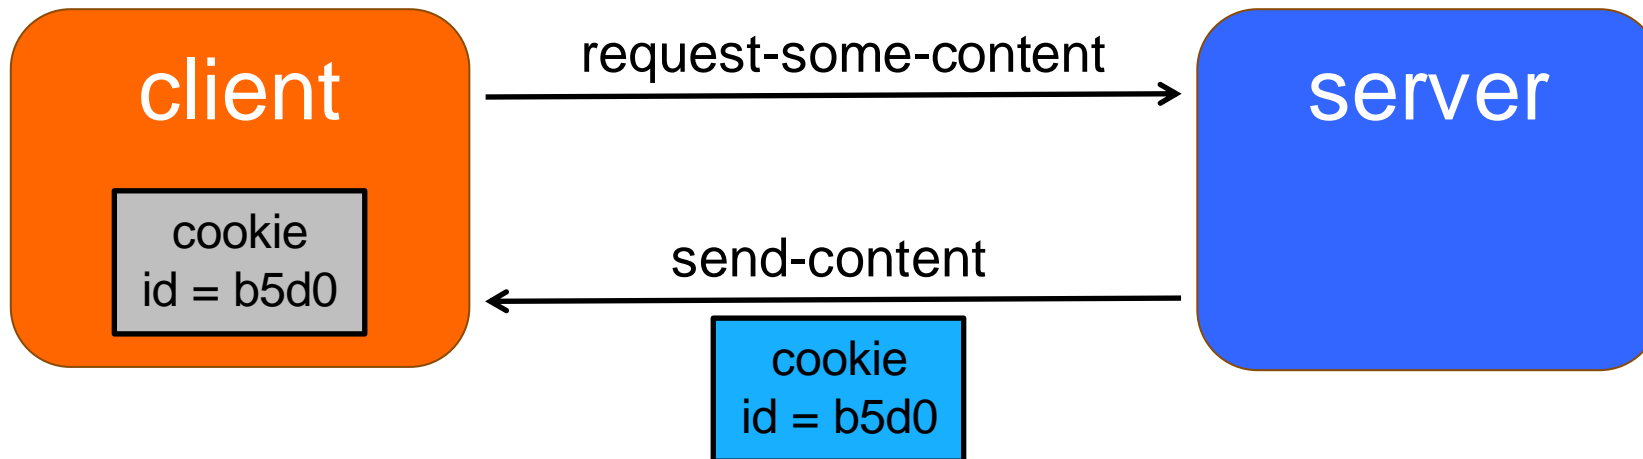 client
request-some-content
server
cookie
id = b5d0
send-content
cookie
id = b5d0